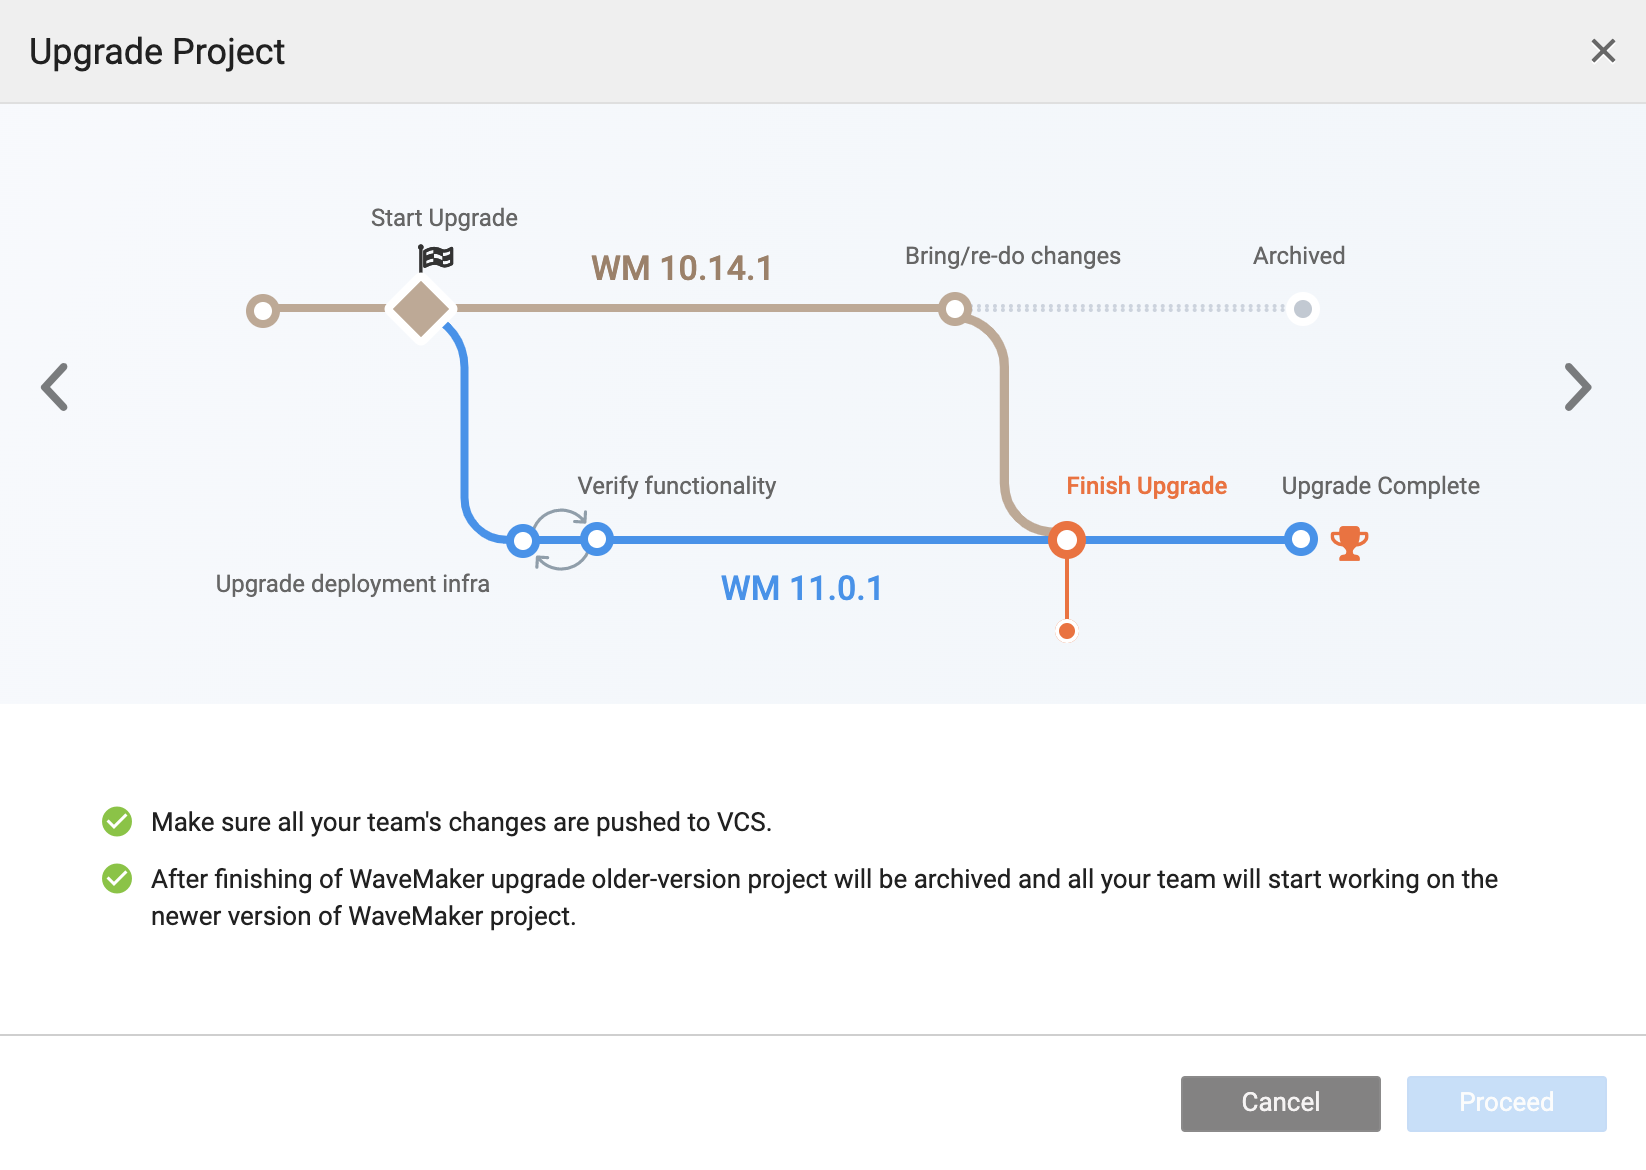 Upgrade Project
Start Upgrade
WM 10.14.1
Bring/re-do changes
Archived
Verify functionality
Finish Upgrade
Upgrade Complete
Upgrade deployment infra
WM 11.0.1
Make sure all your team's changes are pushed to VCS.
After finishing of WaveMaker upgrade older-version project will be archived and all your team will start working on the
newer version of WaveMaker project.
Cancel
Proceed